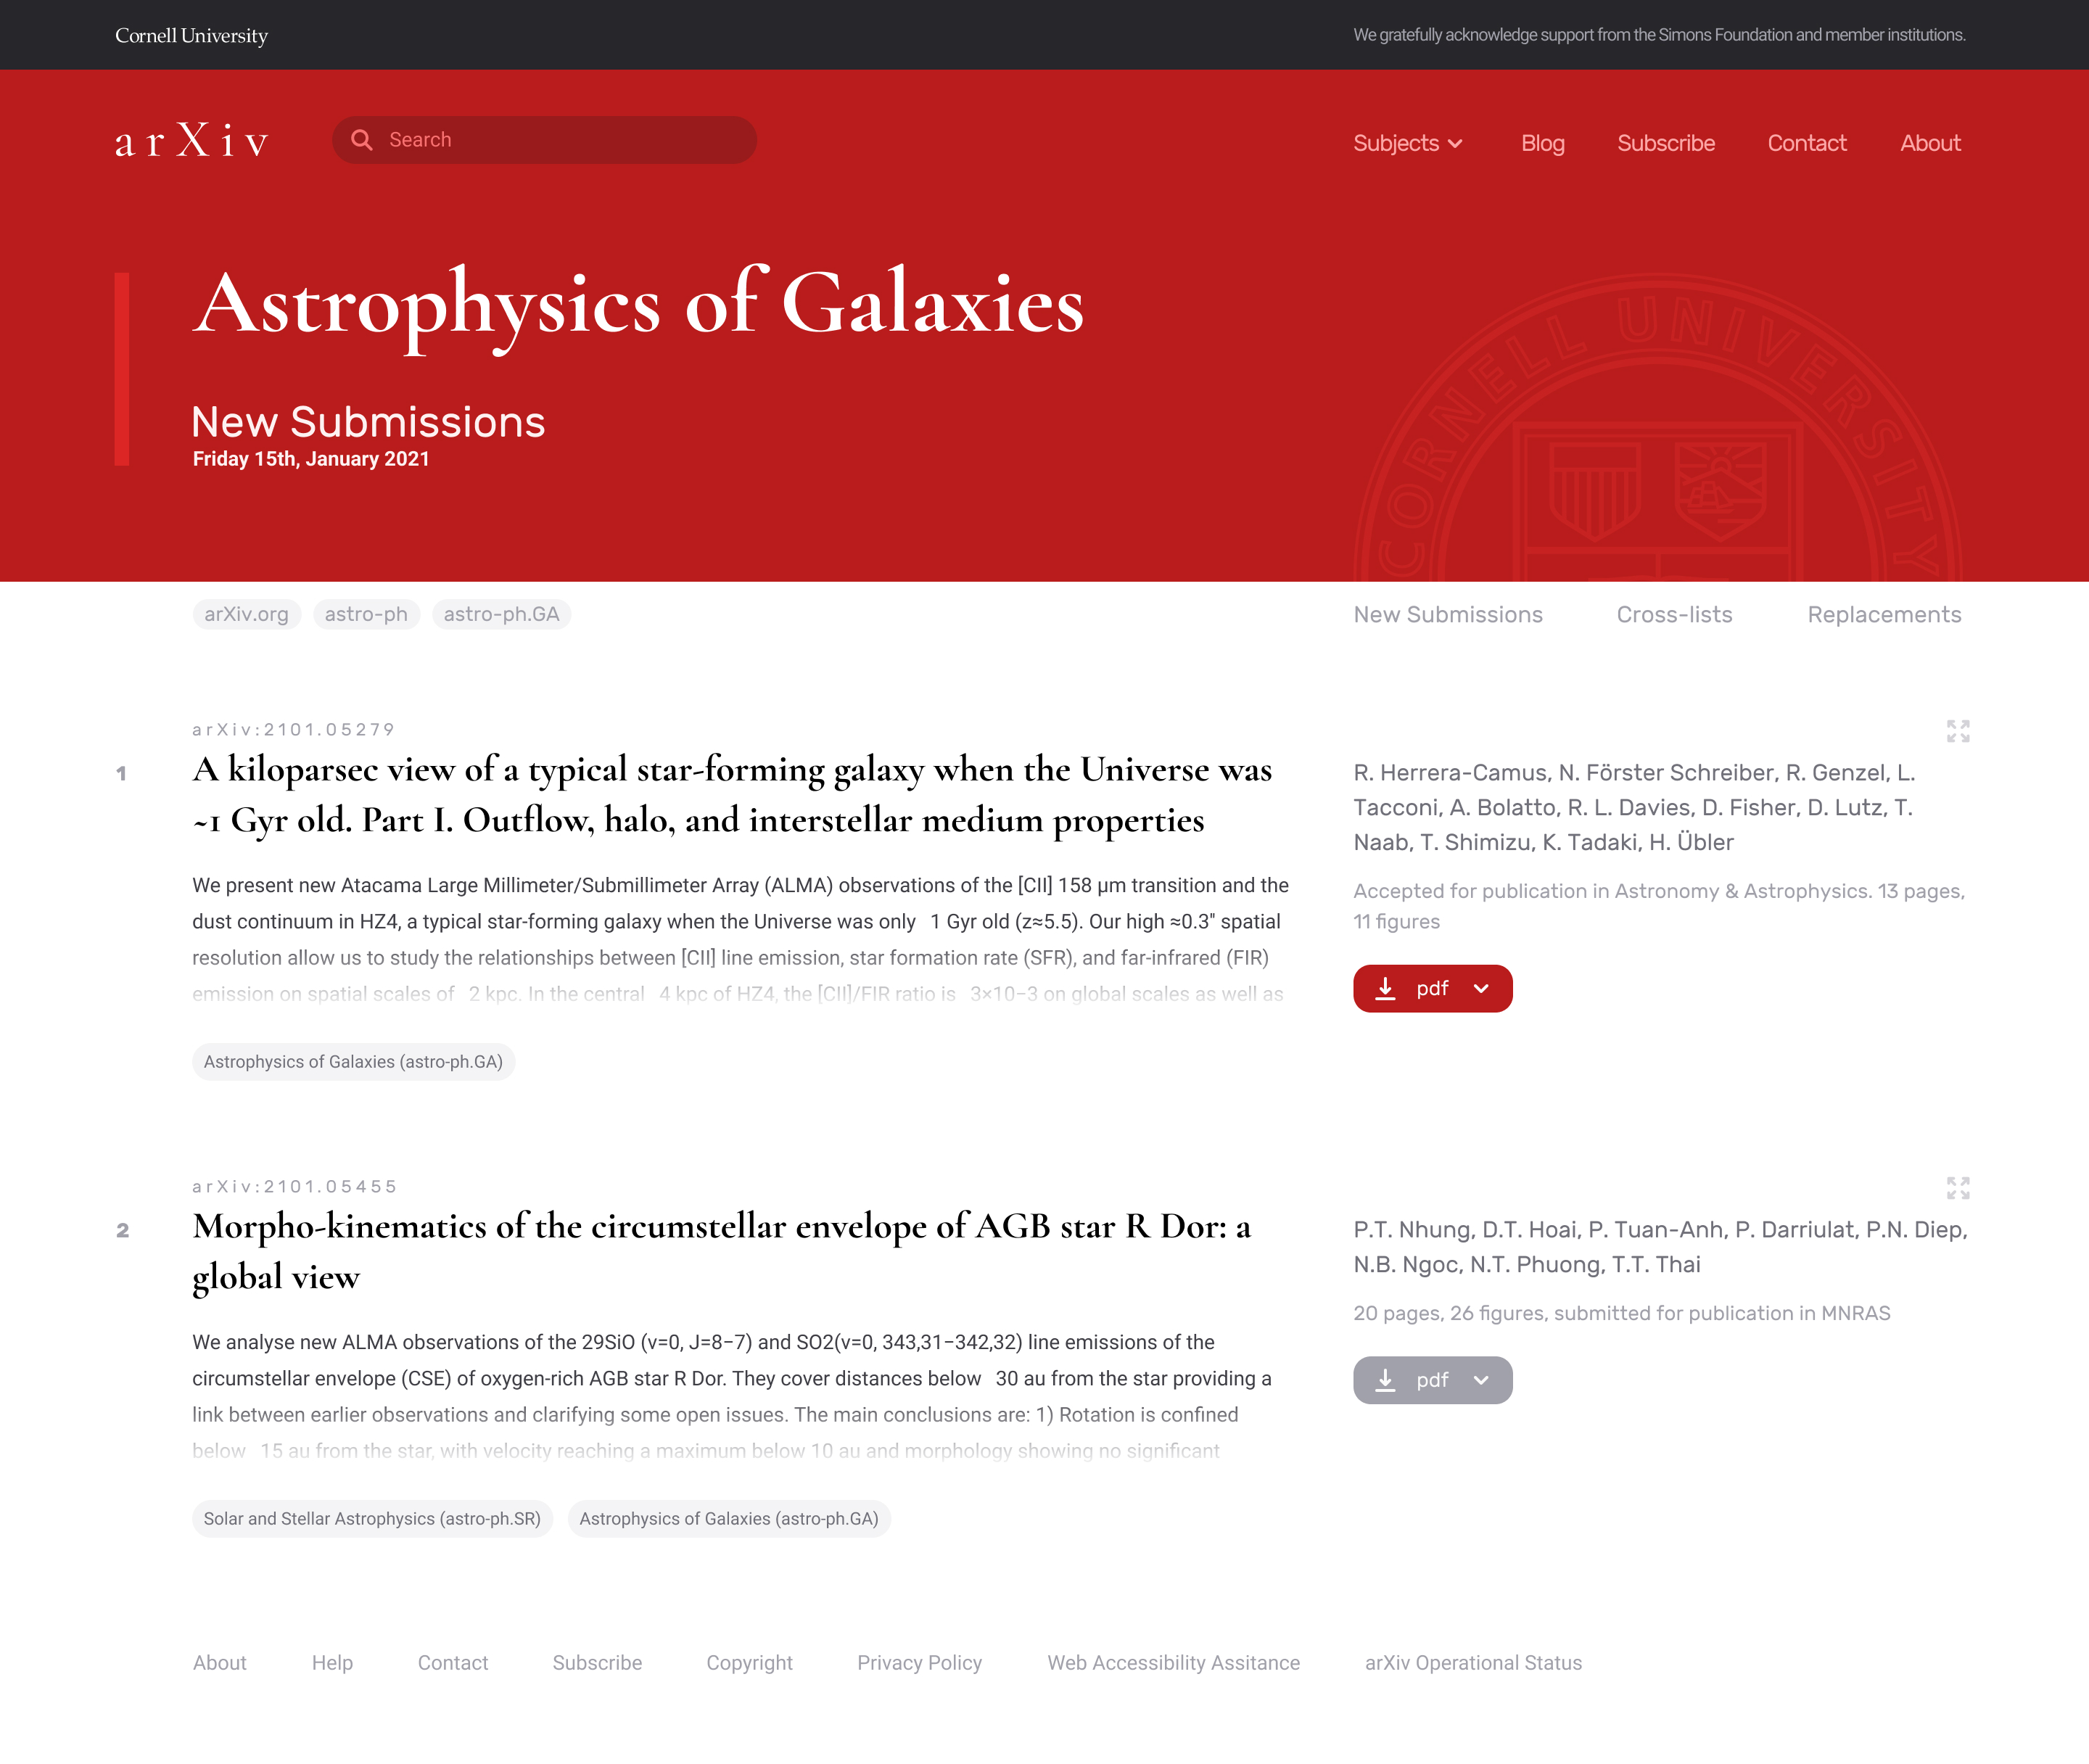 Cornell University
We gratefully acknowledge support from the Simons Foundation and member institutions.
arXiv
Search
Subjects
Blog
Subscribe
Contact
About
Astrophysics of Galaxies
New Submissions
Friday 15th, January 2021
CORNELL UNIVERSITY
arXiv.org
astro-ph
astro-ph.GA
New Submissions
Cross-lists
Replacements
arXiv:2101.05279
1
A kiloparsec view of a typical star-forming galaxy when the Universe was
~1 Gyr old. Part I. Outflow, halo, and interstellar medium properties
We present new Atacama Large Millimeter/Submillimeter Array (ALMA) observations of the [CII] 158 μm transition and the
dust continuum in HZ4, a typical star-forming galaxy when the Universe was only 1 Gyr old (z≈5.5). Our high ≈0.3" spatial
resolution allow us to study the relationships between [CII] line emission, star formation rate (SFR), and far-infrared (FIR)
emission on spatial scales of 2 kpc. In the central 4 kpc of HZ4, the [CII]/FIR ratio is 3×10−3 on global scales as well as
Astrophysics of Galaxies (astro-ph.GA)
R. Herrera-Camus, N. Förster Schreiber, R. Genzel, L.
Tacconi, A. Bolatto, R. L. Davies, D. Fisher, D. Lutz, T.
Naab, T. Shimizu, K. Tadaki, H. Übler
Accepted for publication in Astronomy & Astrophysics. 13 pages,
11 figures
pdf
arXiv:2101.05455
2
Morpho-kinematics of the circumstellar envelope of AGB star R Dor: a
global view
We analyse new ALMA observations of the 29SiO (ν=0, J=8−7) and SO2(ν=0, 343,31−342,32) line emissions of the
circumstellar envelope (CSE) of oxygen-rich AGB star R Dor. They cover distances below 30 au from the star providing a
link between earlier observations and clarifying some open issues. The main conclusions are: 1) Rotation is confined
below 15 au from the star, with velocity reaching a maximum below 10 au and morphology showing no significant
Solar and Stellar Astrophysics (astro-ph.SR)
Astrophysics of Galaxies (astro-ph.GA)
P.T. Nhung, D.T. Hoai, P. Tuan-Anh, P. Darriulat, P.N. Diep,
N.B. Ngoc, N.T. Phuong, T.T. Thai
20 pages, 26 figures, submitted for publication in MNRAS
pdf
About
Help
Contact
Subscribe
Copyright
Privacy Policy
Web Accessibility Assitance
arXiv Operational Status